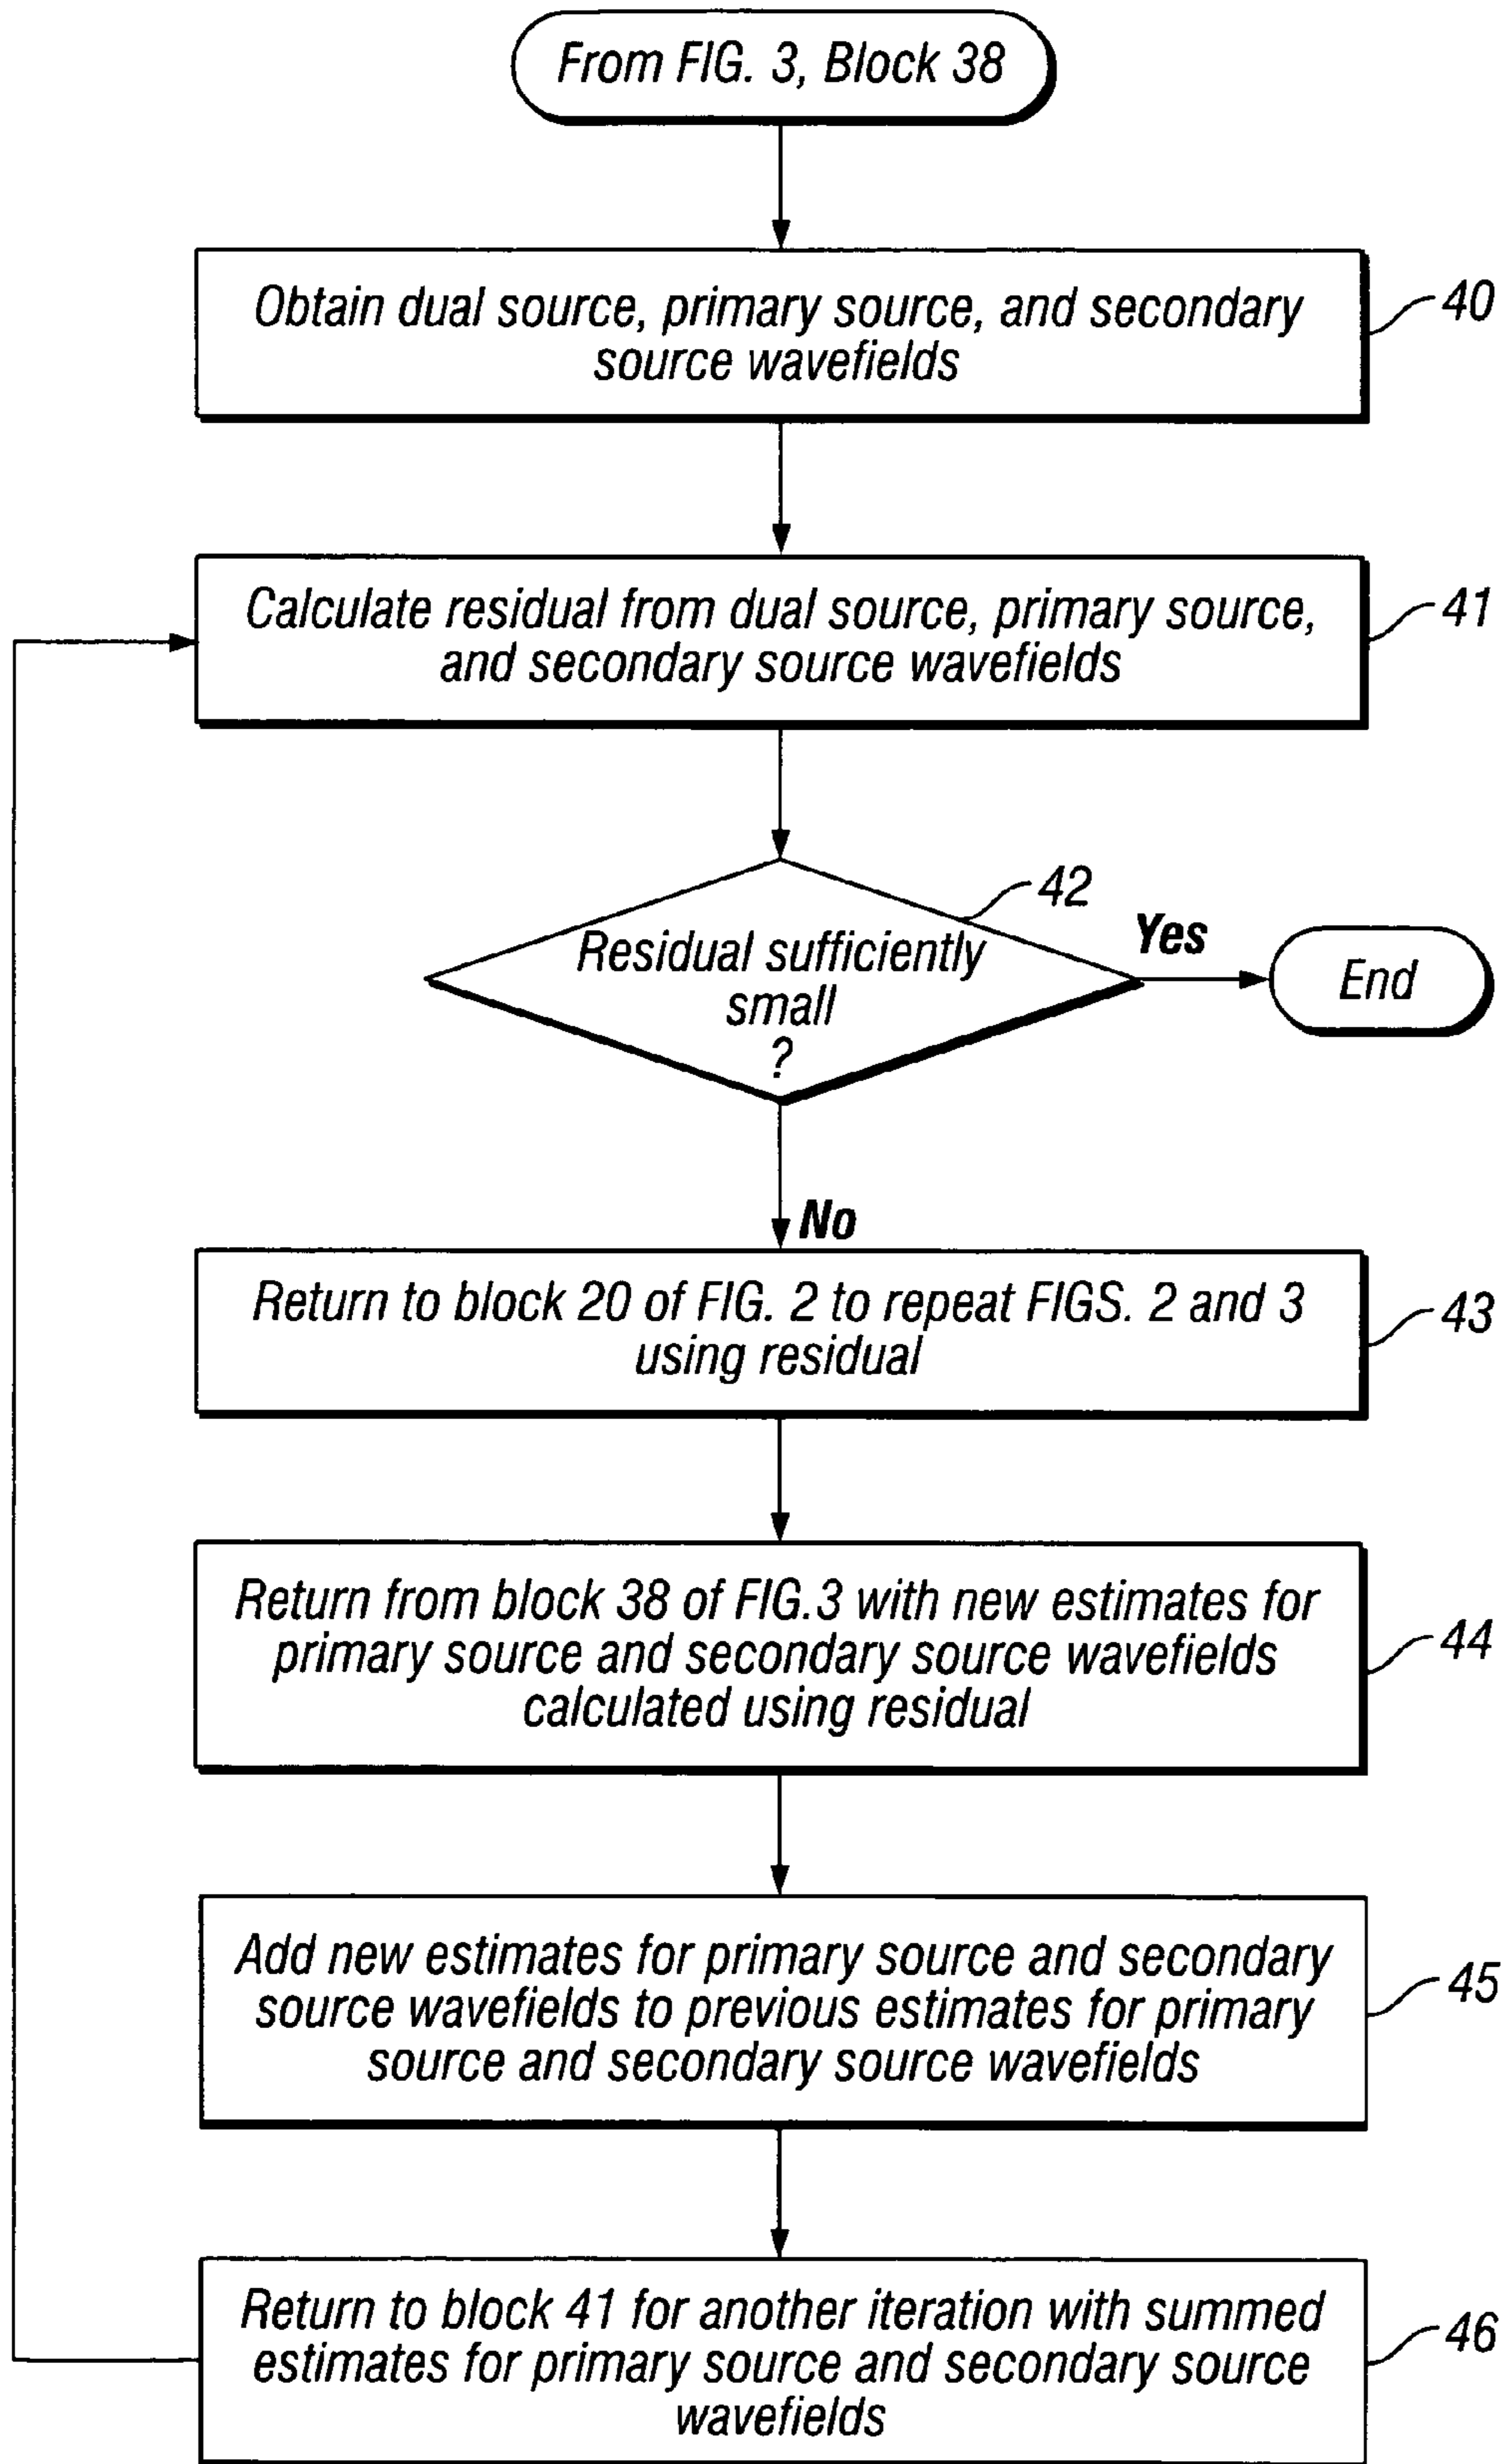 From FIG. 3, Block 38
Obtain dual source, primary source, and secondary
source wavefields
40
Calculate residual from dual source, primary source,
and secondary source wavefields
41
42
Residual sufficiently
small
?
Yes
End
No
Return to block 20 of FIG. 2 to repeat FIGS. 2 and 3
using residual
43
Return from block 38 of FIG.3 with new estimates for
primary source and secondary source wavefields
calculated using residual
44
Add new estimates for primary source and secondary
source wavefields to previous estimates for primary
source and secondary source wavefields
45
Return to block 41 for another iteration with summed
estimates for primary source and secondary source
wavefields
46